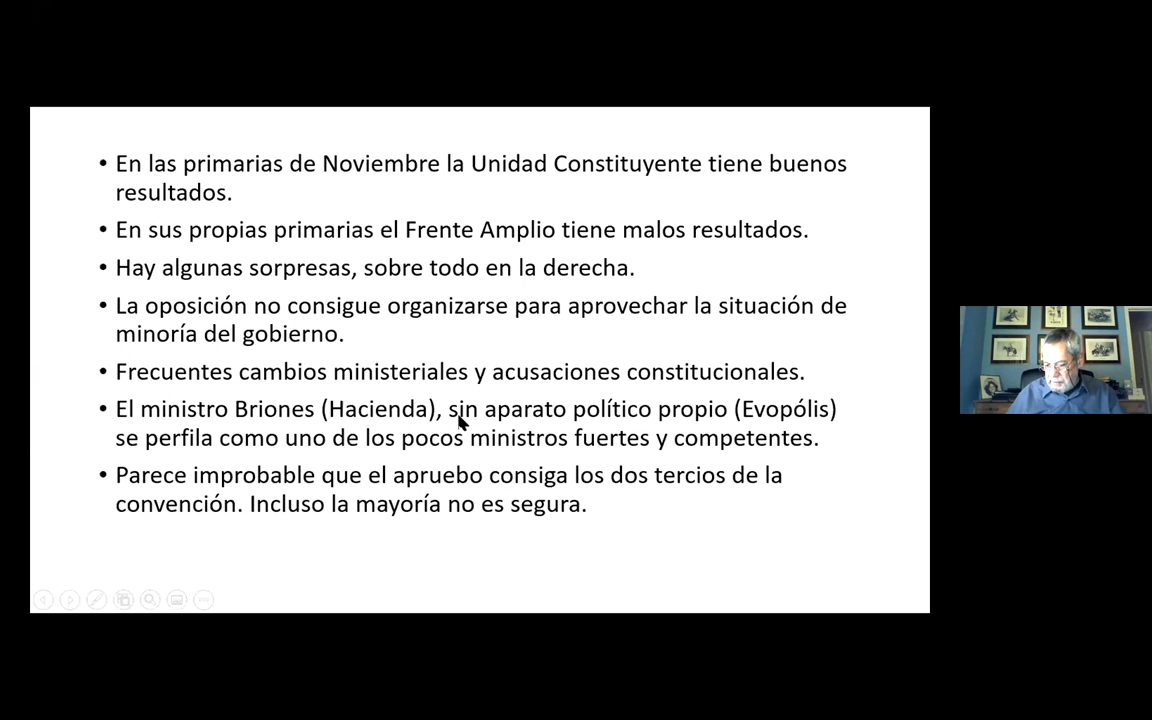 • En las primarias de Noviembre la Unidad Constituyente tiene buenos
resultados.
• En sus propias primarias el Frente Amplio tiene malos resultados.
• Hay algunas sorpresas, sobre todo en la derecha.
• La oposición no consigue organizarse para aprovechar la situación de
minoría del gobierno.
• Frecuentes cambios ministeriales y acusaciones constitucionales.
• El ministro Briones (Hacienda), sin aparato político propio (Evopólis)
se perfila como uno de los pocos ministros fuertes y competentes.
• Parece improbable que el apruebo consiga los dos tercios de la
convención. Incluso la mayoría no es segura.